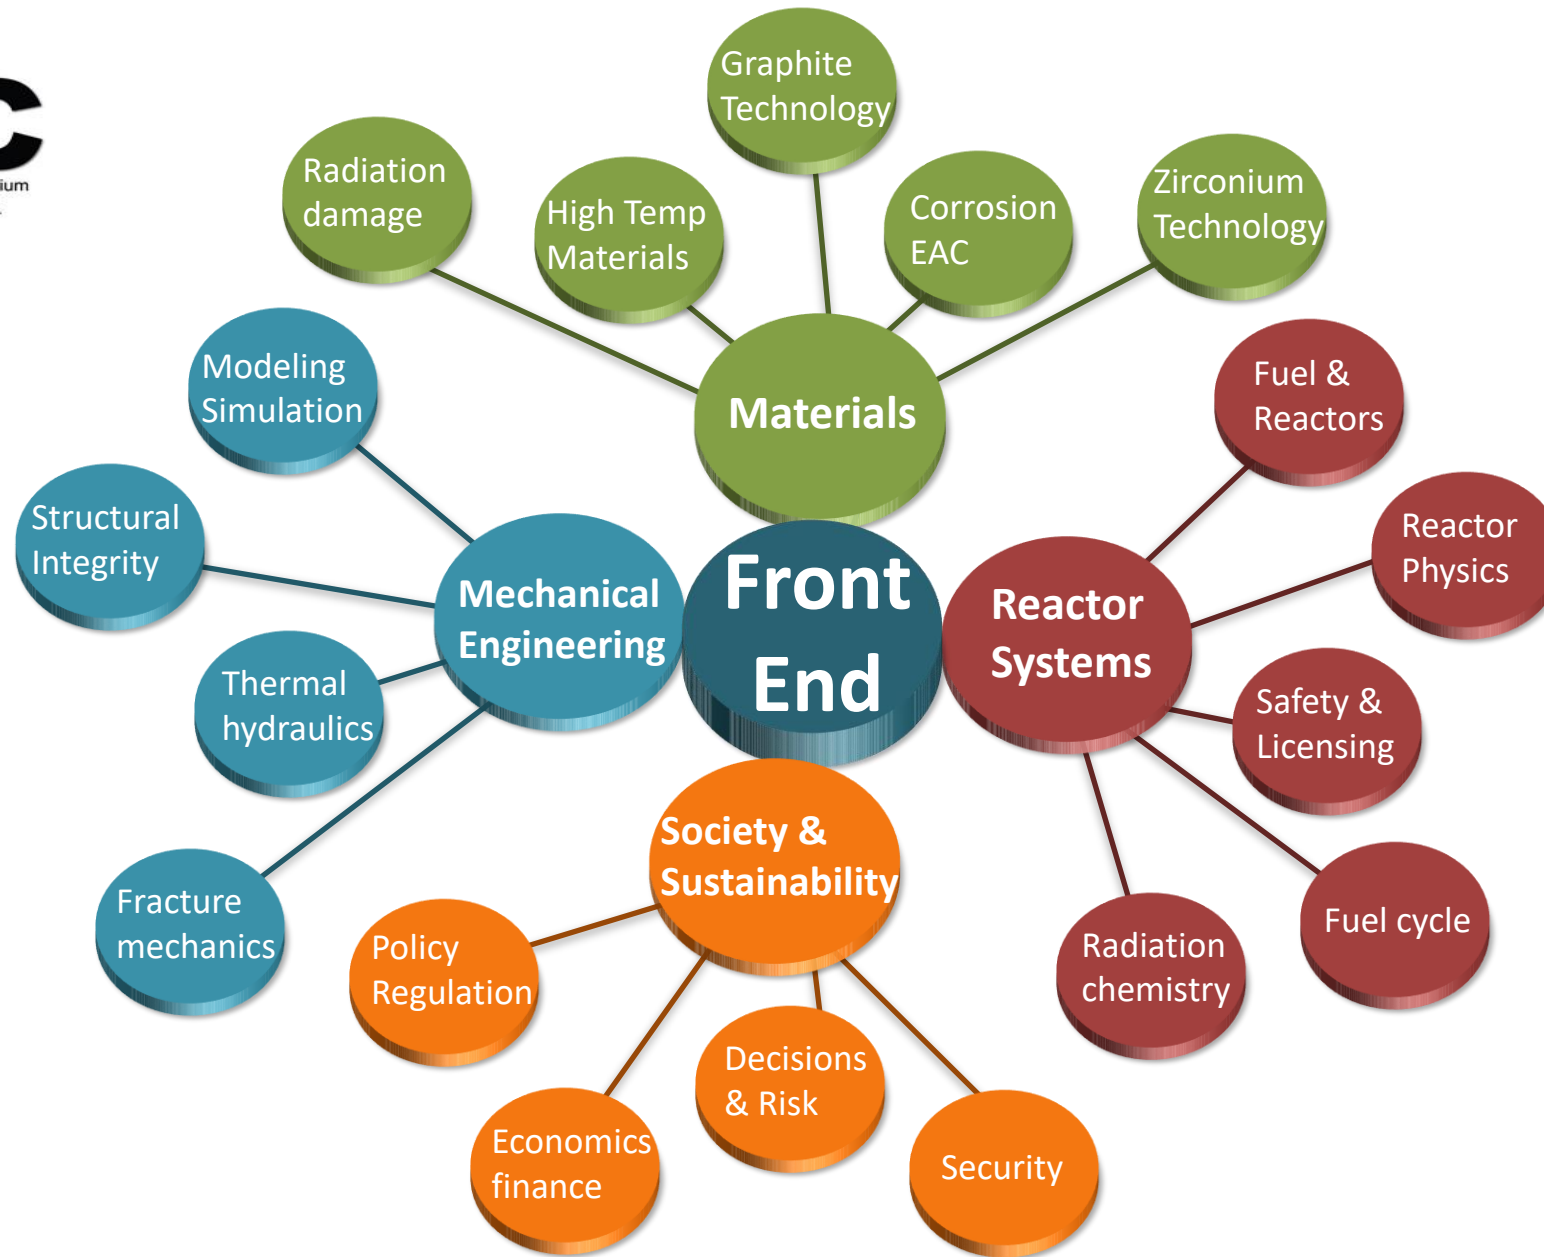 C
ium
Graphite
Technology
Radiation
damage
High Temp
Materials
Corrosion
EAC
Zirconium
Technology
Materials
Modeling
Simulation
Structural
Integrity
Thermal
hydraulics
Fracture
mechanics
Mechanical
Engineering
Front
End
Reactor
Systems
Fuel &
Reactors
Reactor
Physics
Safety &
Licensing
Fuel cycle
Radiation
chemistry
Society &
Sustainability
Policy
Regulation
Economics
finance
Decisions
& Risk
Security